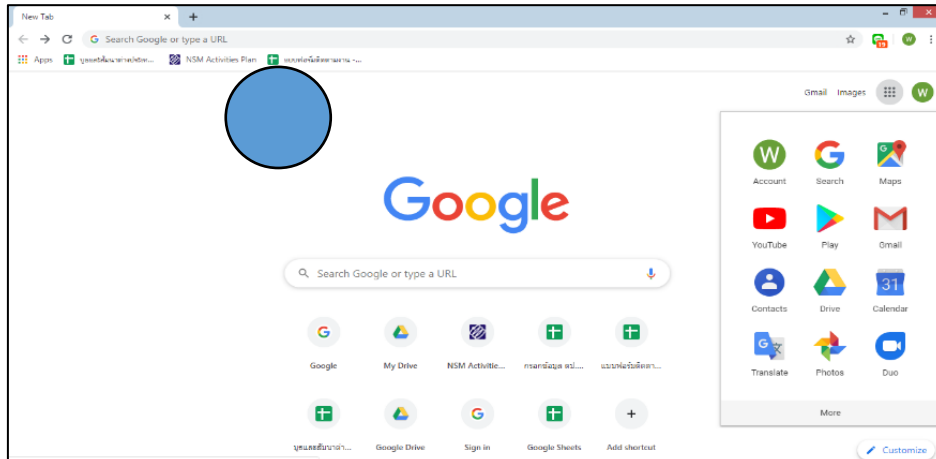 New Tab
Search Google or type a URL
Apps NSM Activities Plan
Gmail Images W
Google
Search Google or type a URL
Google My Drive NSM Activitie...
Google Drive Sign in Google Sheets Add shortcut
W
Account Search Maps
YouTube Play Gmail
31
Contacts Drive Calendar
Translate Photos Duo
More
Customize